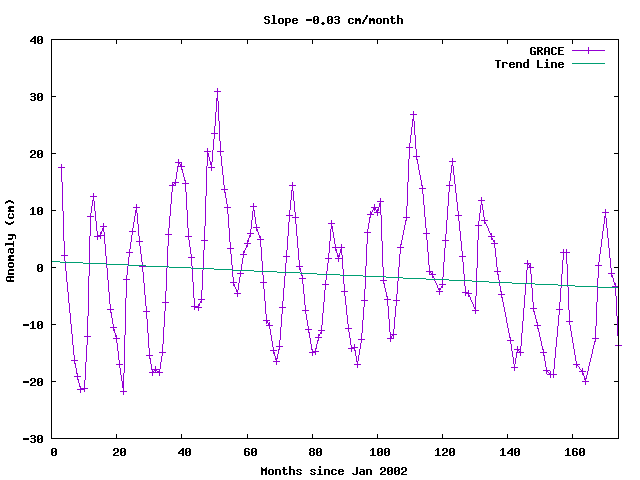 Slope -0.03 cm/month
40
GRACE
Trend Line
30
20
10
0
-10
-20
-30
Anomaly (cm)
0 20 40 60 80 100 120 140 160
Months since Jan 2002